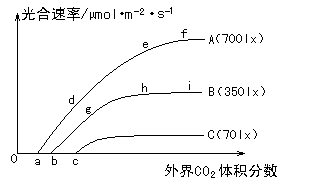 光合速率/μmol·m⁻²·s⁻¹
f
e
A(700lx)
d
h
i
B(350lx)
g
C(70lx)
0
a
b
c
外界CO₂体积分数